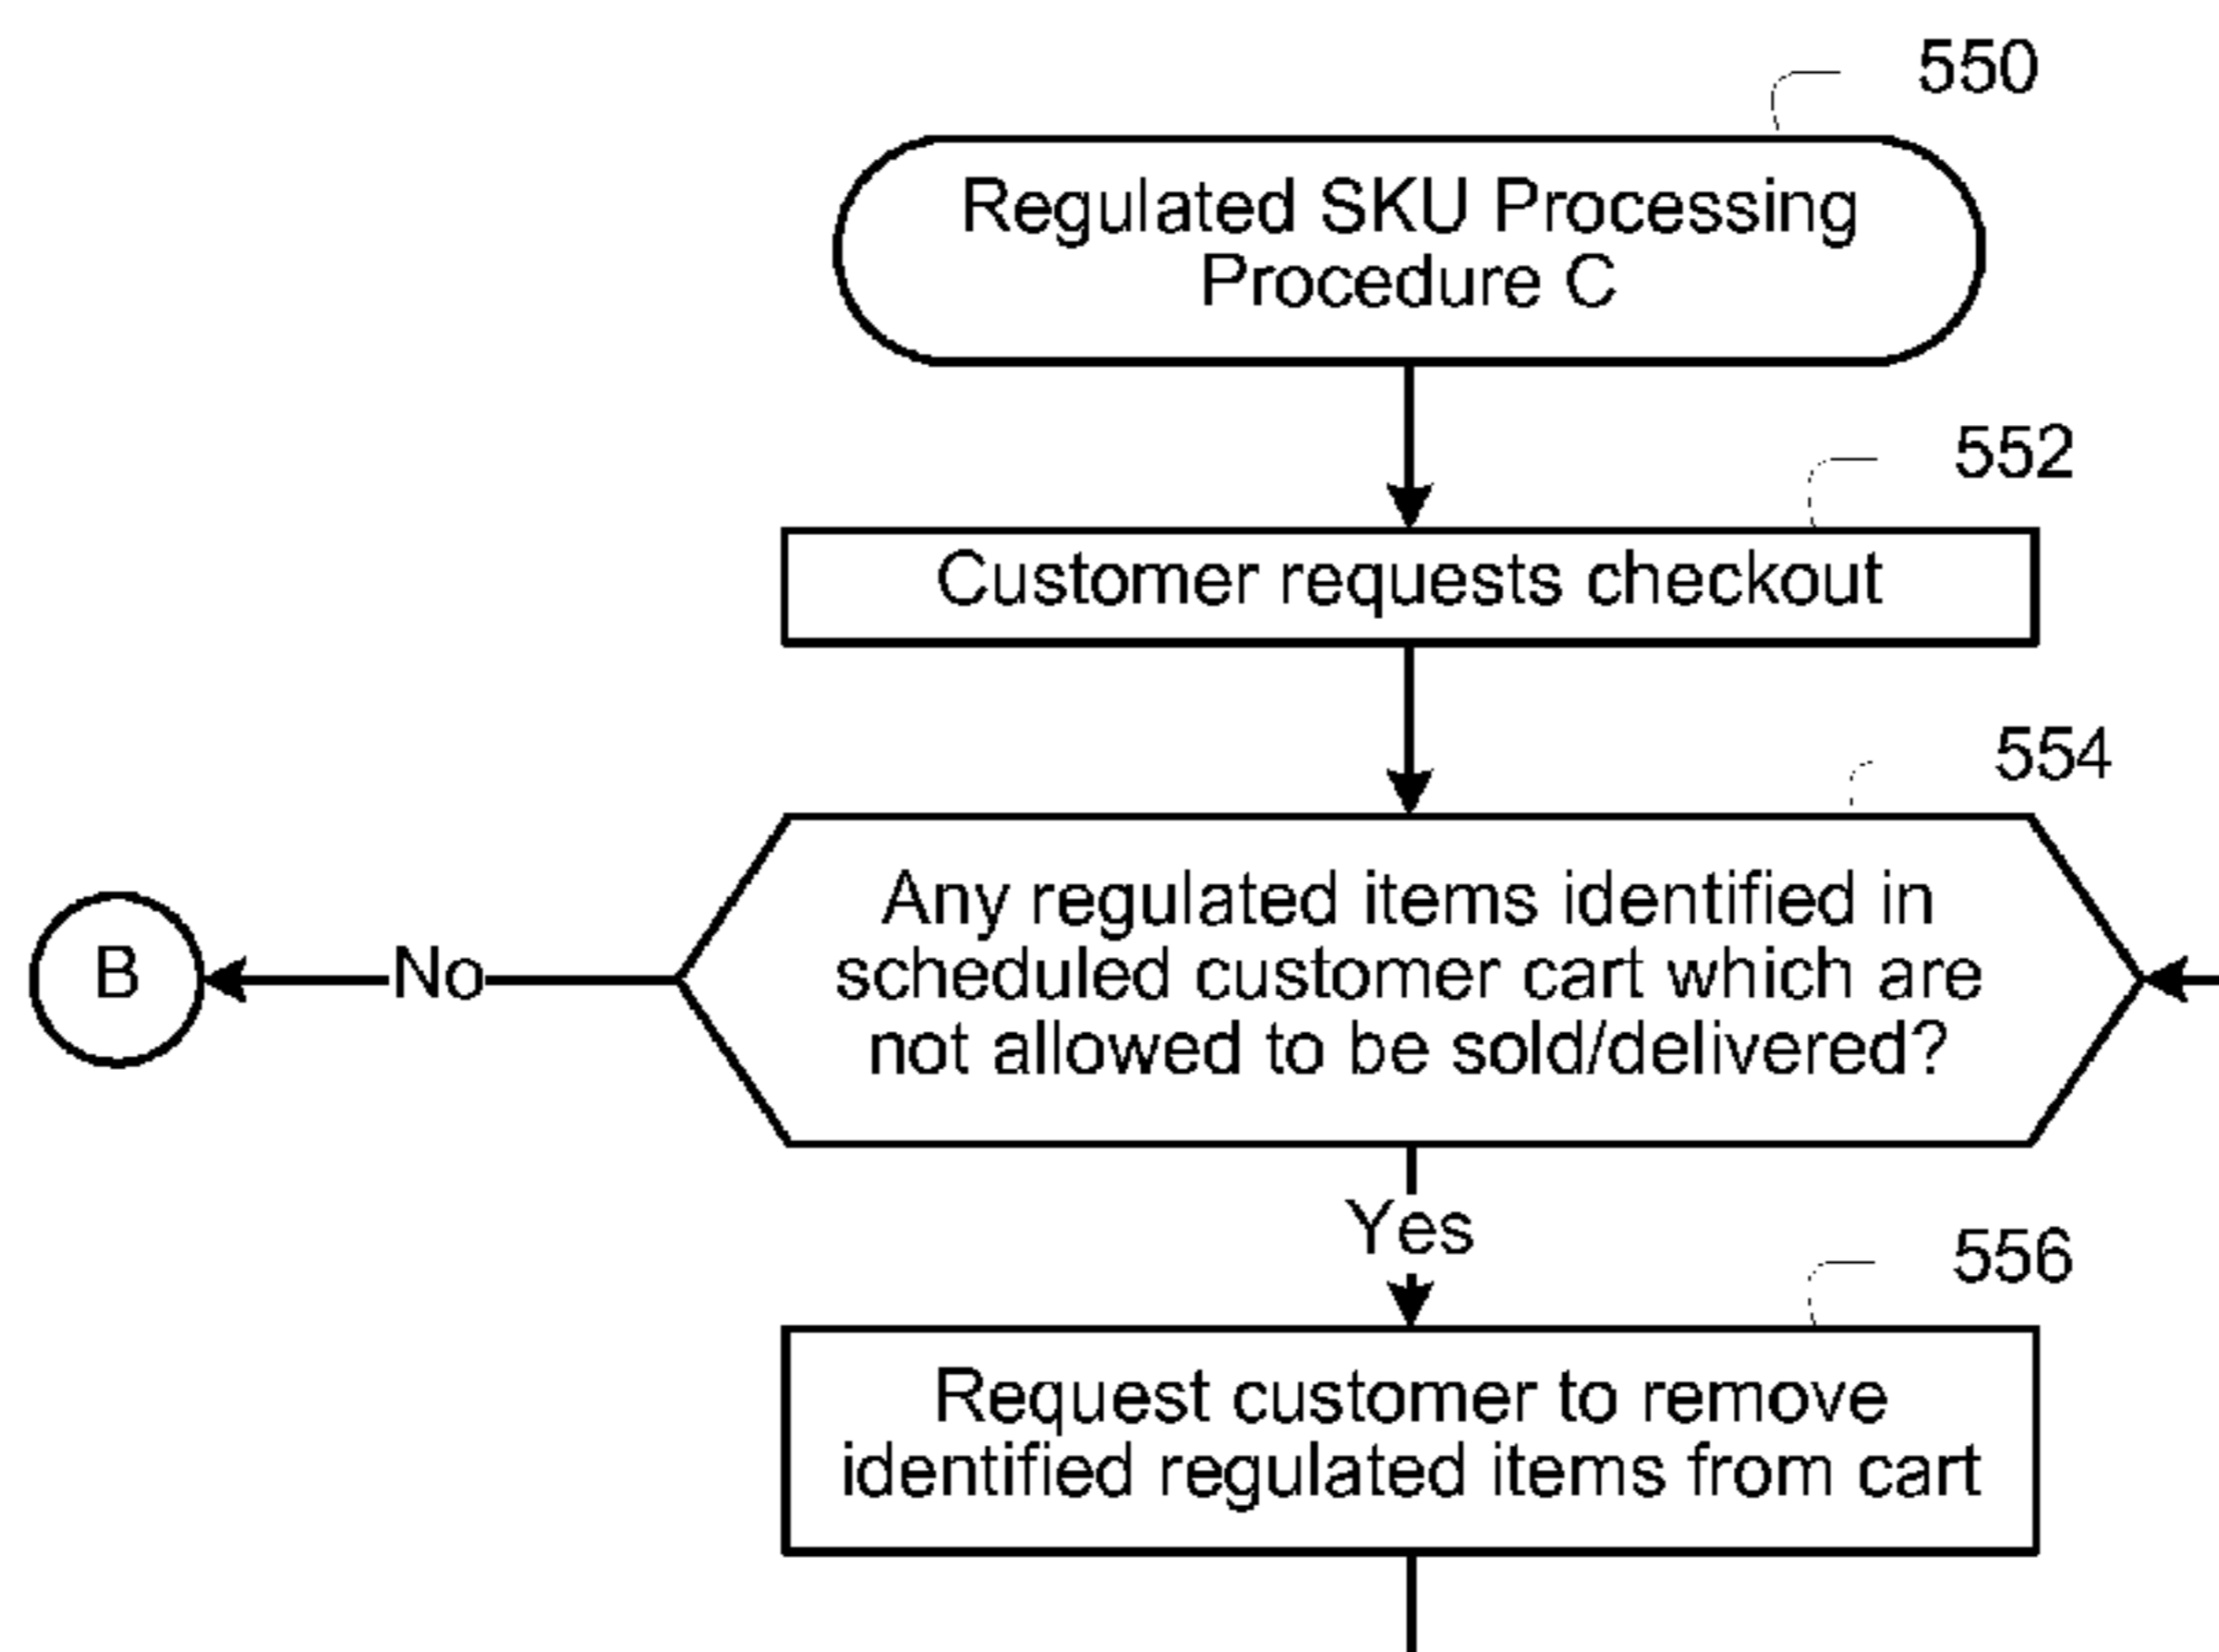 550
Regulated SKU Processing
Procedure C
552
Customer requests checkout
554
Any regulated items identified in
scheduled customer cart which are
not allowed to be sold/delivered?
B
No
Yes
556
Request customer to remove
identified regulated items from cart